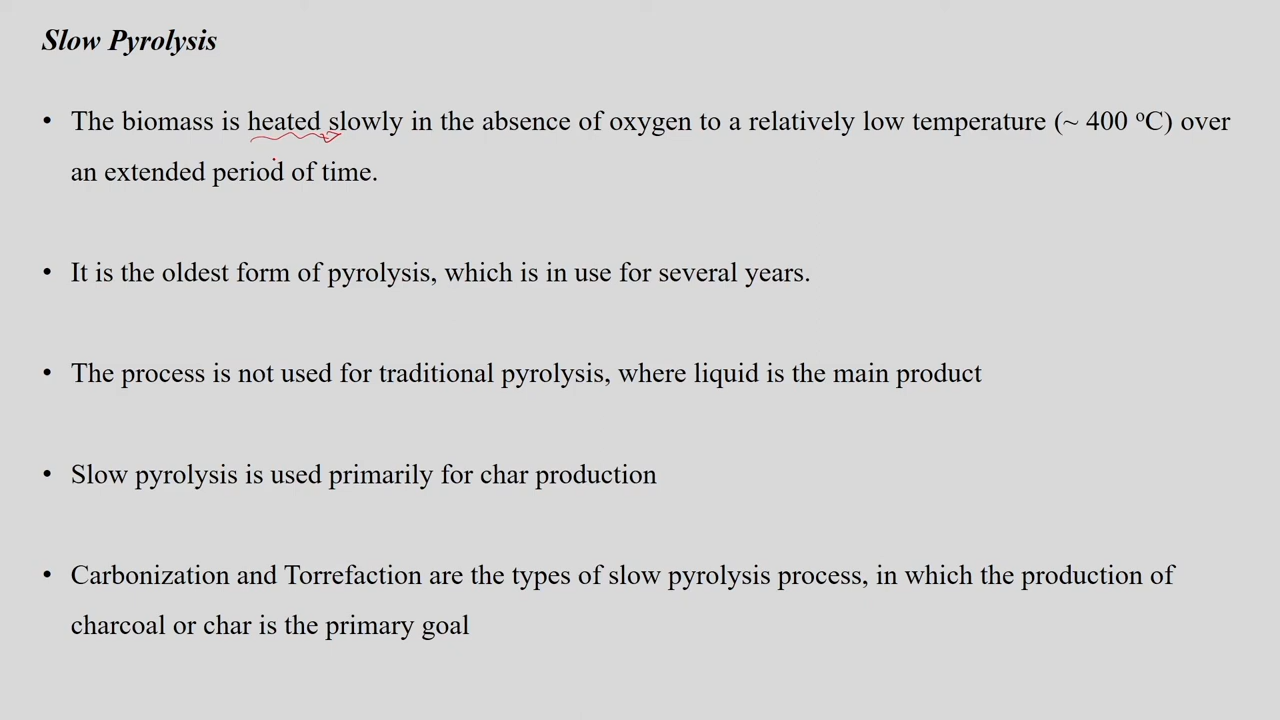 Slow Pyrolysis
• The biomass is heated slowly in the absence of oxygen to a relatively low temperature (~ 400 ᵒC) over
an extended period of time.
• It is the oldest form of pyrolysis, which is in use for several years.
• The process is not used for traditional pyrolysis, where liquid is the main product
• Slow pyrolysis is used primarily for char production
• Carbonization and Torrefaction are the types of slow pyrolysis process, in which the production of
charcoal or char is the primary goal